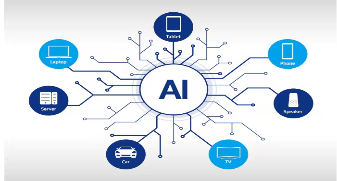 Tablet
Laptop
Phone
AI
Server
Speaker
Car
TV